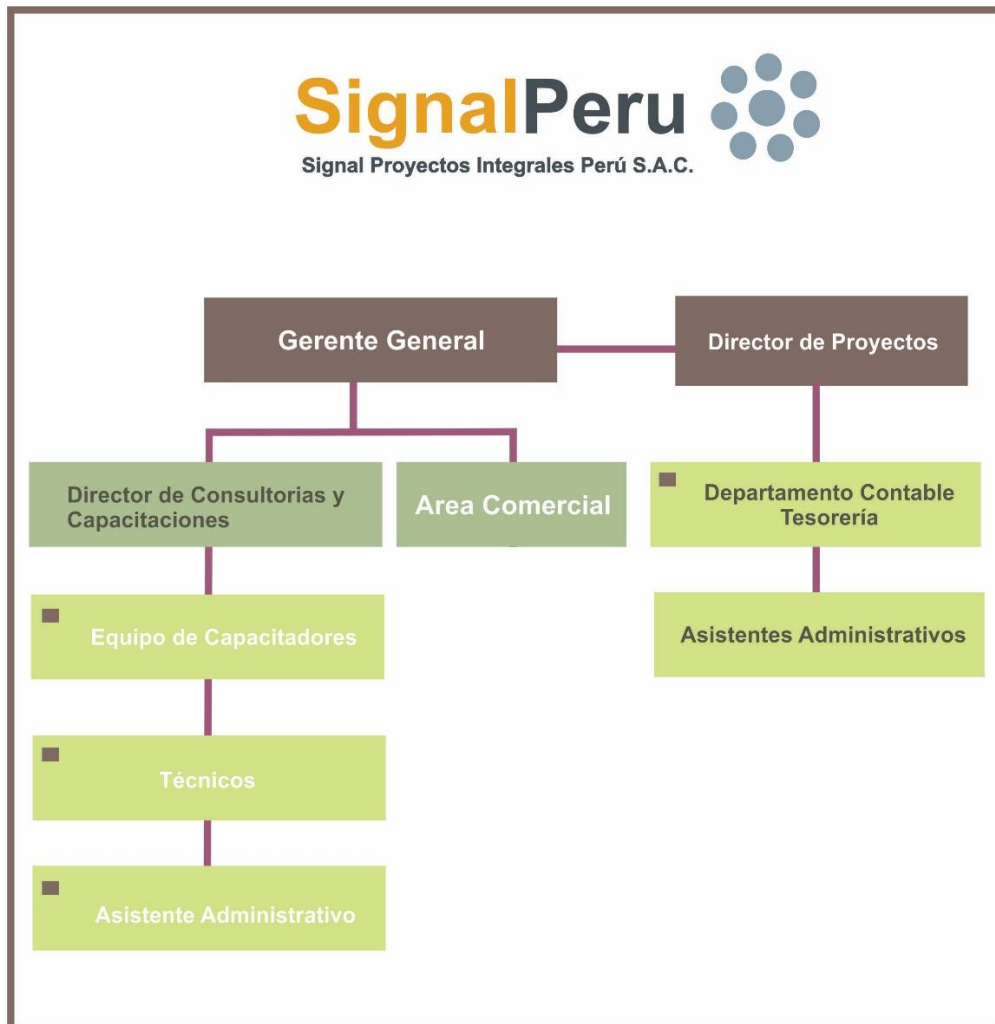 SignalPeru
Signal Proyectos Integrales Perú S.A.C.
Gerente General
Director de Proyectos
Director de Consultorias y
Capacitaciones
Area Comercial
Departamento Contable
Tesorería
Equipo de Capacitadores
Asistentes Administrativos
Técnicos
Asistente Administrativo